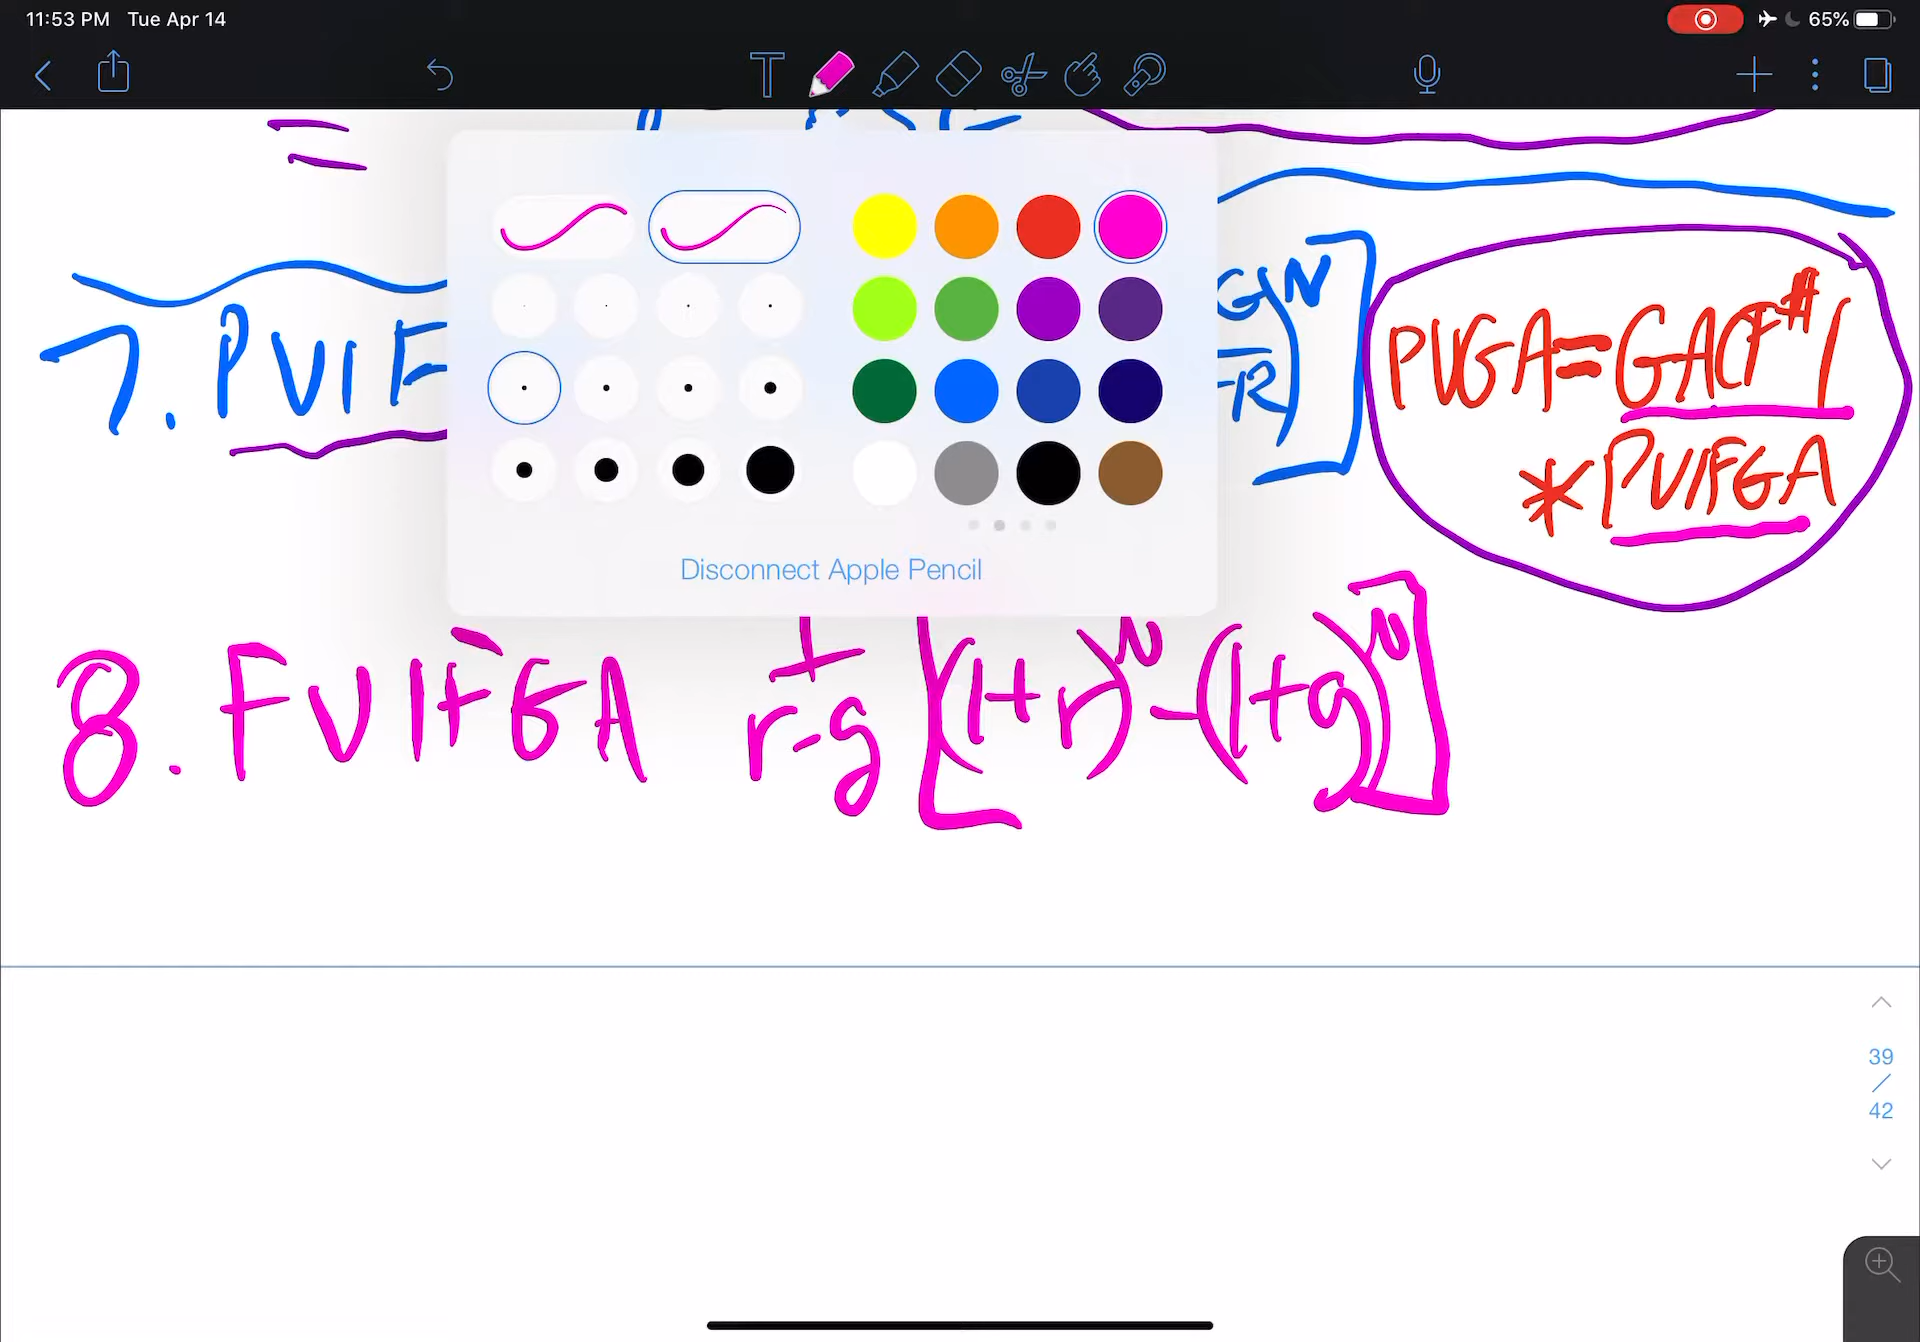 11:53 PM Tue Apr 14
65%
7. PVIF
G)N
-R)
PVGA=GACF#1
*PVIFGA
Disconnect Apple Pencil
8. FVIFGA 1/r-g [(1+r)N-(1+g)N]
39
/
42